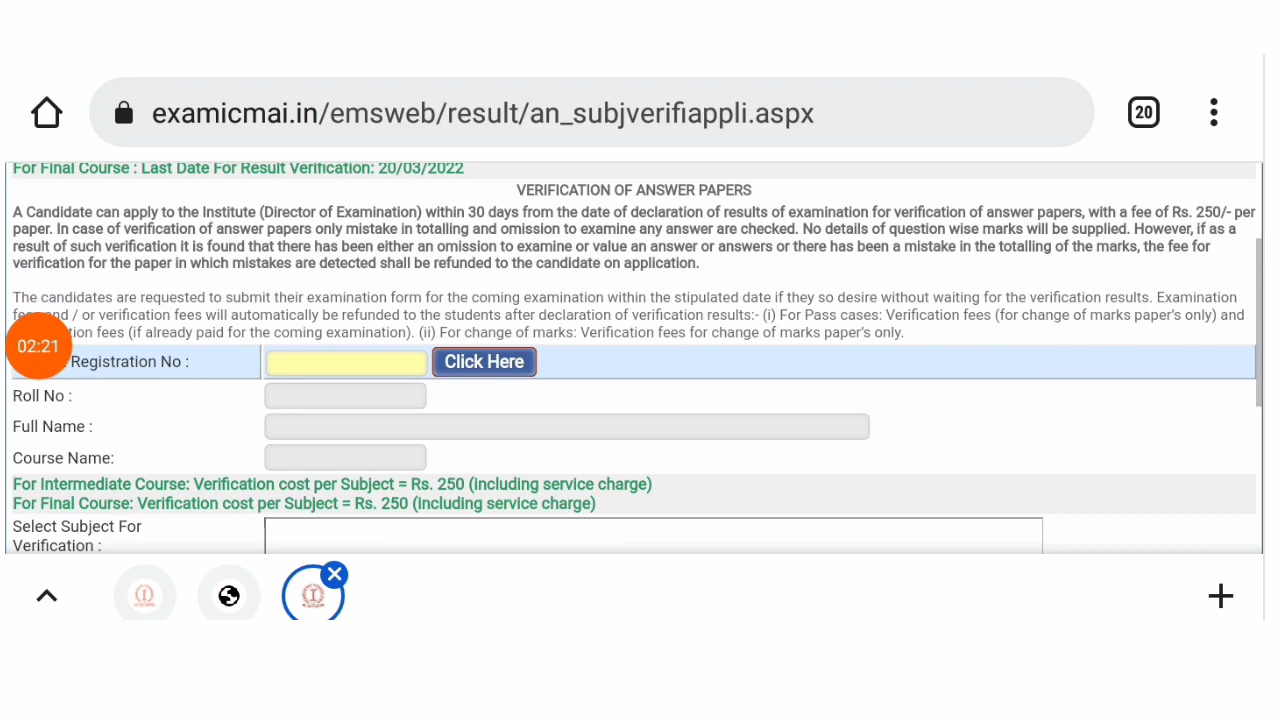 examicmai.in/emsweb/result/an_subjverifiappli.aspx
20
For Final Course : Last Date For Result Verification: 20/03/2022
VERIFICATION OF ANSWER PAPERS
A Candidate can apply to the Institute (Director of Examination) within 30 days from the date of declaration of results of examination for verification of answer papers, with a fee of Rs. 250/- per
paper. In case of verification of answer papers only mistake in totalling and omission to examine any answer are checked. No details of question wise marks will be supplied. However, if as a
result of such verification it is found that there has been either an omission to examine or value an answer or answers or there has been a mistake in the totalling of the marks, the fee for
verification for the paper in which mistakes are detected shall be refunded to the candidate on application.
The candidates are requested to submit their examination form for the coming examination within the stipulated date if they so desire without waiting for the verification results. Examination
and / or verification fees will automatically be refunded to the students after declaration of verification results:- (i) For Pass cases: Verification fees (for change of marks paper's only) and
fees (if already paid for the coming examination). (ii) For change of marks: Verification fees for change of marks paper's only.
02:21
Registration No :
Click Here
Roll No :
Full Name :
Course Name:
For Intermediate Course: Verification cost per Subject = Rs. 250 (including service charge)
For Final Course: Verification cost per Subject = Rs. 250 (including service charge)
Select Subject For
Verification :